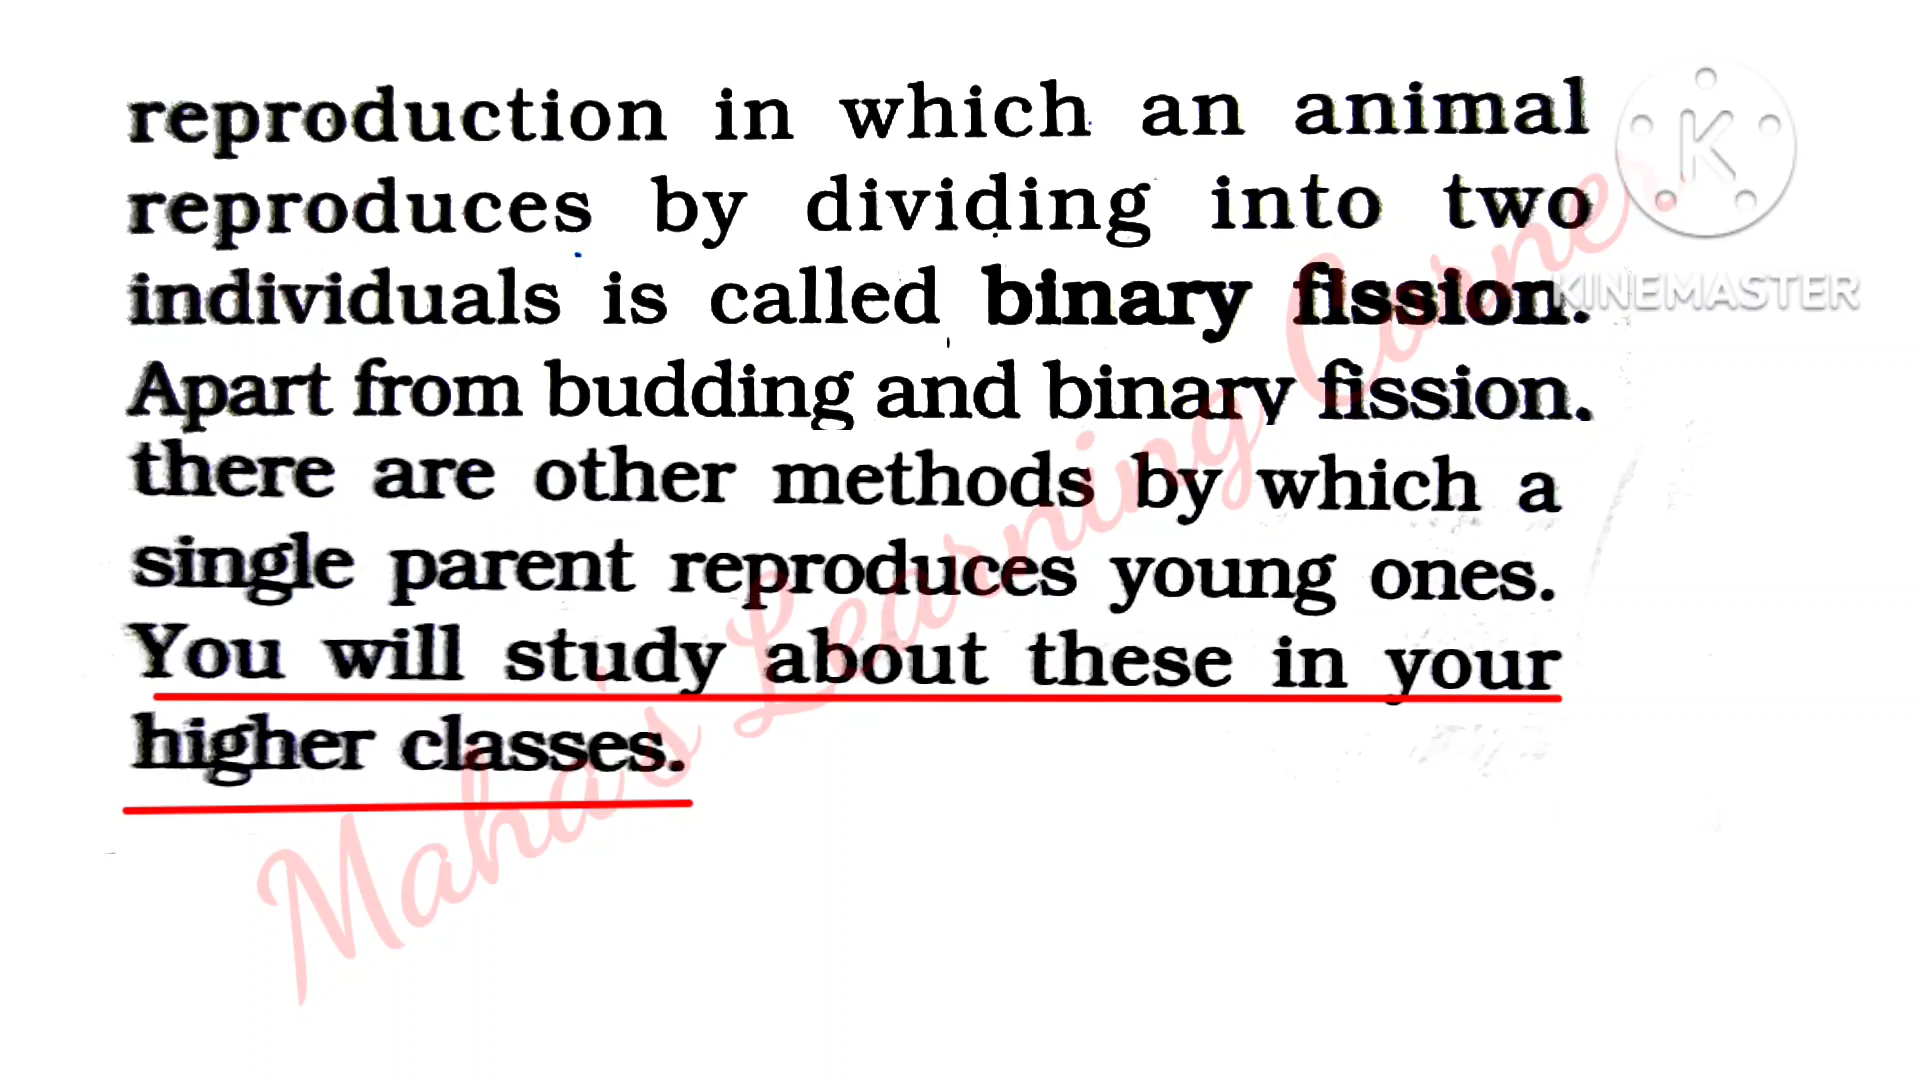 reproduction in which an animal
reproduces by dividing into two
individuals is called binary fission.
Apart from budding and binary fission.
there are other methods by which a
single parent reproduces young ones.
You will study about these in your
higher classes.
Maha's Learning Corner
K
KINEMASTER